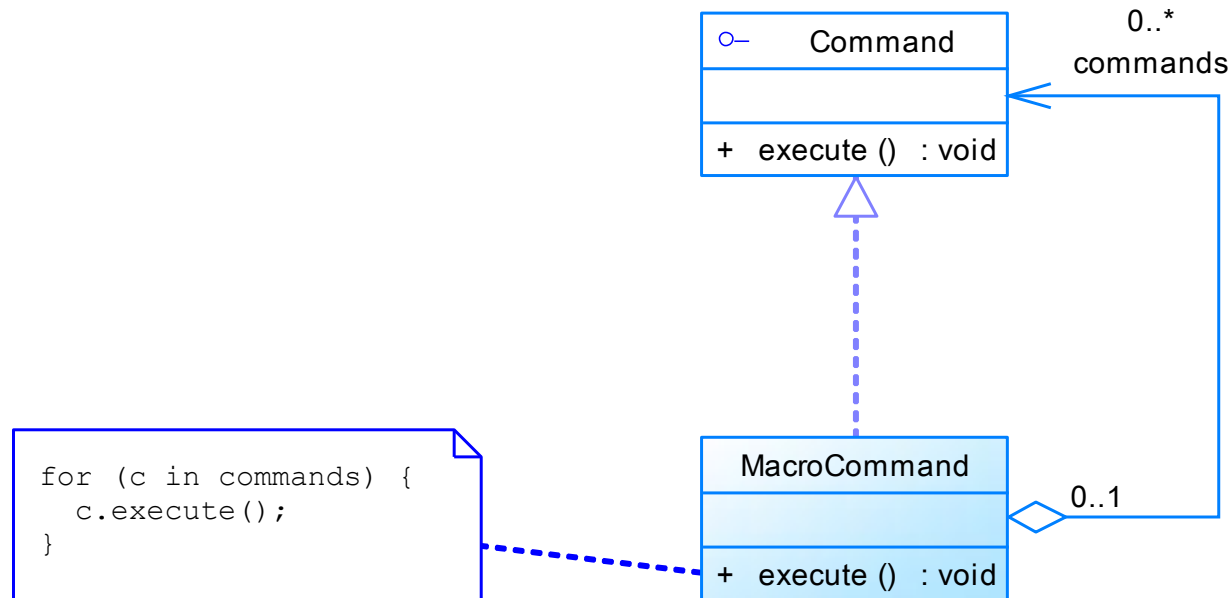 Command
0..*
commands
+ execute () : void
for (c in commands) {
c.execute();
}
MacroCommand
0..1
+ execute () : void